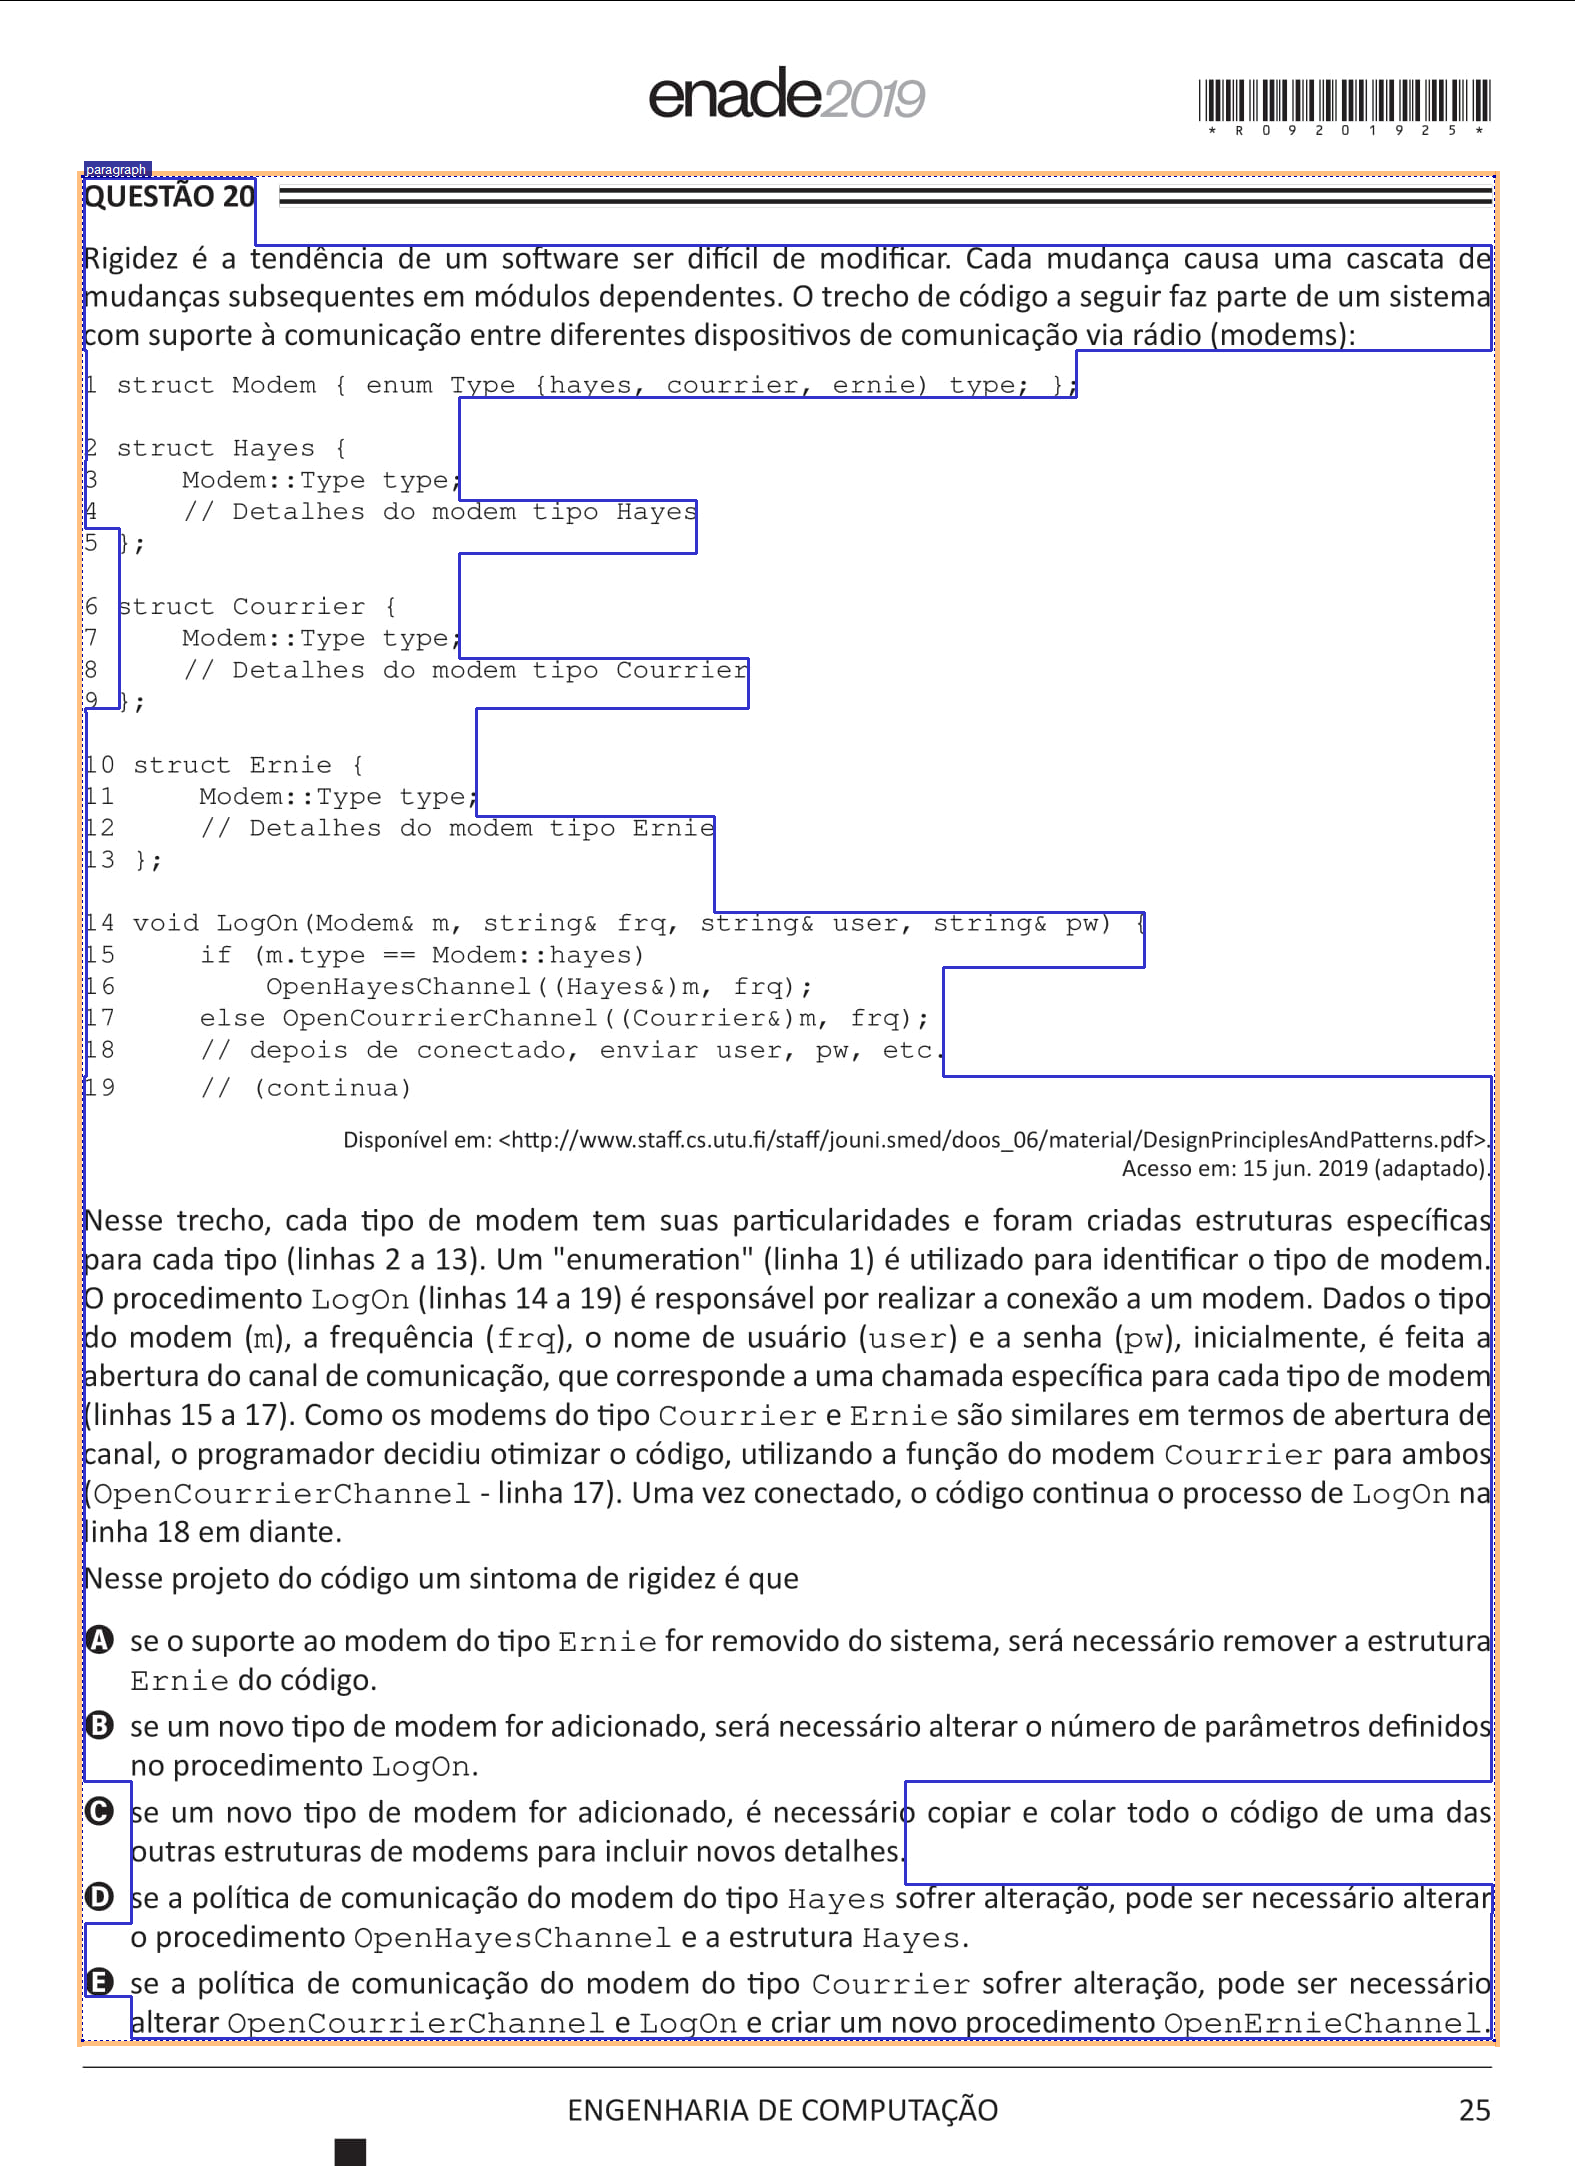 enade2019
*R09201925*
paragraph
QUESTÃO 20
Rigidez é a tendência de um software ser difícil de modificar. Cada mudança causa uma cascata de
mudanças subsequentes em módulos dependentes. O trecho de código a seguir faz parte de um sistema
com suporte à comunicação entre diferentes dispositivos de comunicação via rádio (modems):
1 struct Modem { enum Type {hayes, courrier, ernie) type; };
2 struct Hayes {
3     Modem::Type type;
4     // Detalhes do modem tipo Hayes
5 };
6 struct Courrier {
7     Modem::Type type;
8     // Detalhes do modem tipo Courrier
9 };
10 struct Ernie {
11     Modem::Type type;
12     // Detalhes do modem tipo Ernie
13 };
14 void LogOn(Modem& m, string& frq, string& user, string& pw) {
15     if (m.type == Modem::hayes)
16         OpenHayesChannel((Hayes&)m, frq);
17     else OpenCourrierChannel((Courrier&)m, frq);
18     // depois de conectado, enviar user, pw, etc.
19     // (continua)
Disponível em: <http://www.staff.cs.utu.fi/staff/jouni.smed/doos_06/material/DesignPrinciplesAndPatterns.pdf>.
Acesso em: 15 jun. 2019 (adaptado).
Nesse trecho, cada tipo de modem tem suas particularidades e foram criadas estruturas específicas
para cada tipo (linhas 2 a 13). Um "enumeration" (linha 1) é utilizado para identificar o tipo de modem.
O procedimento LogOn (linhas 14 a 19) é responsável por realizar a conexão a um modem. Dados o tipo
do modem (m), a frequência (frq), o nome de usuário (user) e a senha (pw), inicialmente, é feita a
abertura do canal de comunicação, que corresponde a uma chamada específica para cada tipo de modem
(linhas 15 a 17). Como os modems do tipo Courrier e Ernie são similares em termos de abertura de
canal, o programador decidiu otimizar o código, utilizando a função do modem Courrier para ambos
(OpenCourrierChannel - linha 17). Uma vez conectado, o código continua o processo de LogOn na
linha 18 em diante.
Nesse projeto do código um sintoma de rigidez é que
A se o suporte ao modem do tipo Ernie for removido do sistema, será necessário remover a estrutura
Ernie do código.
B se um novo tipo de modem for adicionado, será necessário alterar o número de parâmetros definidos
no procedimento LogOn.
C se um novo tipo de modem for adicionado, é necessário copiar e colar todo o código de uma das
outras estruturas de modems para incluir novos detalhes.
D se a política de comunicação do modem do tipo Hayes sofrer alteração, pode ser necessário alterar
o procedimento OpenHayesChannel e a estrutura Hayes.
E se a política de comunicação do modem do tipo Courrier sofrer alteração, pode ser necessário
alterar OpenCourrierChannel e LogOn e criar um novo procedimento OpenErnieChannel.
ENGENHARIA DE COMPUTAÇÃO
25